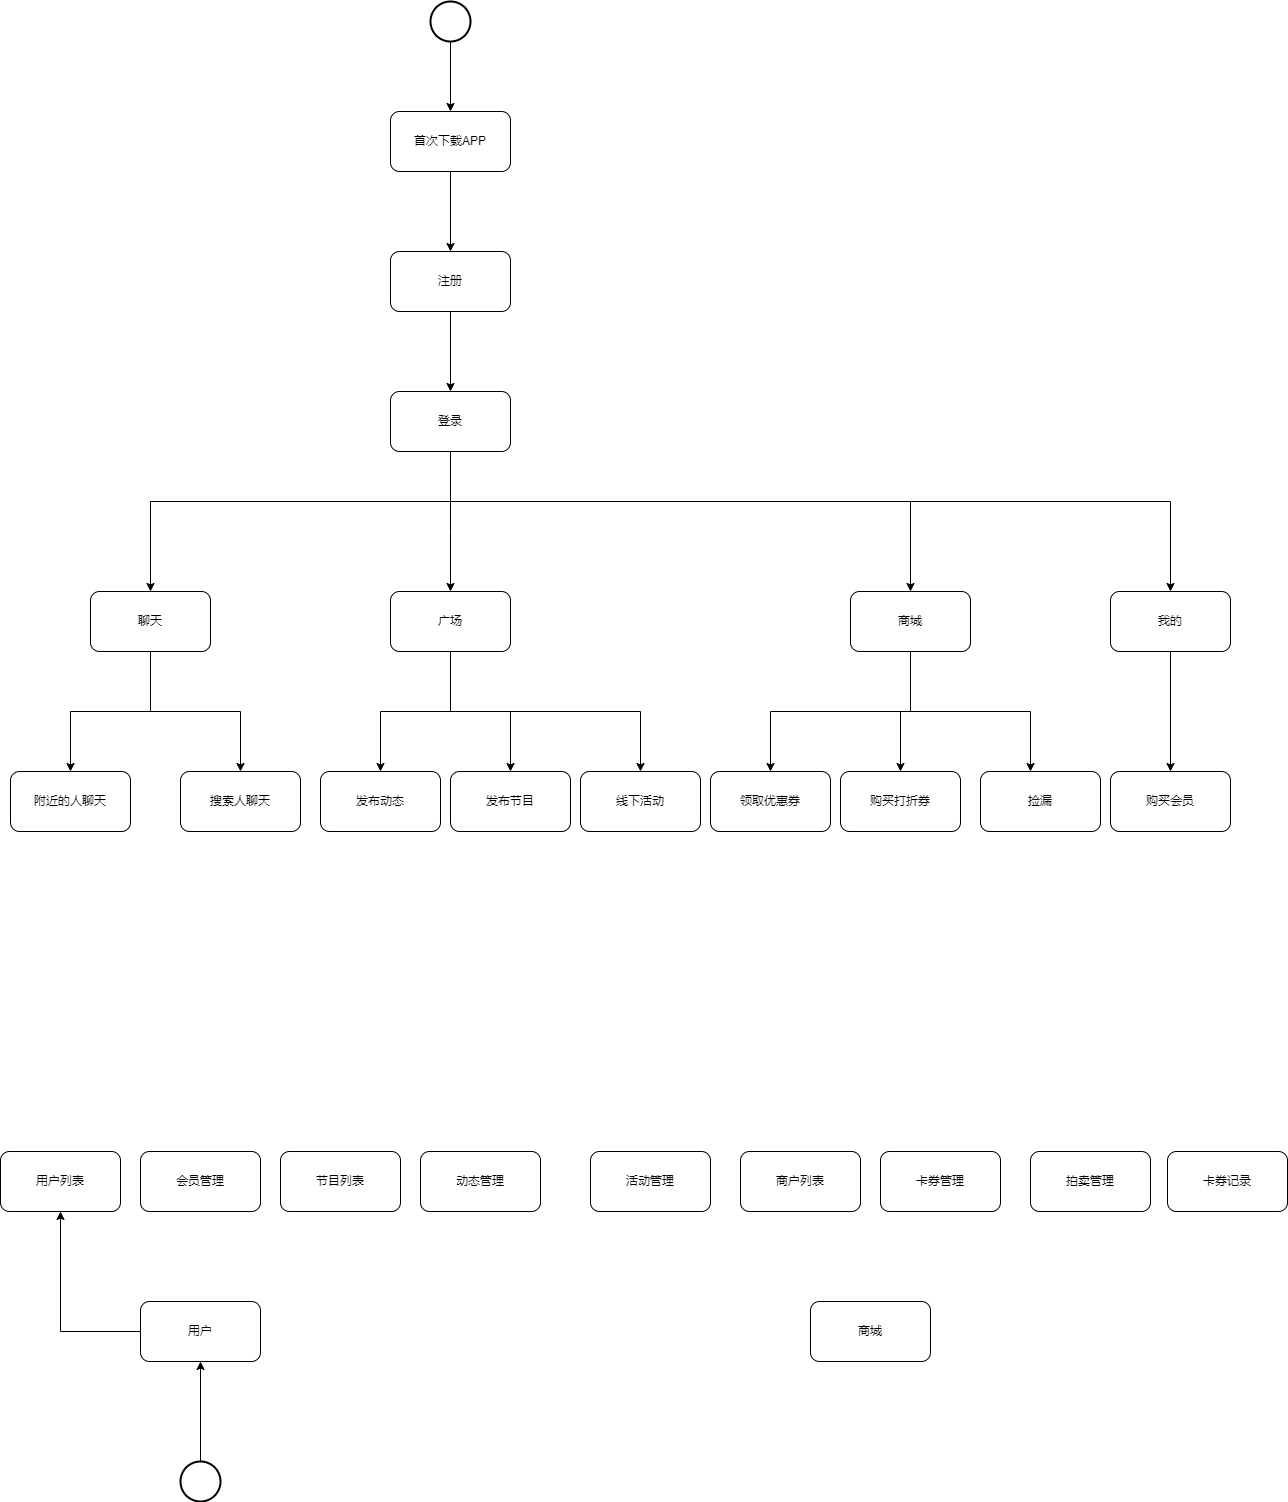 首次下载APP
注册
登录
聊天
广场
商城
我的
附近的人聊天
搜索人聊天
发布动态
发布节目
线下活动
领取优惠券
购买打折券
捡漏
购买会员
用户列表
会员管理
节目列表
动态管理
活动管理
商户列表
卡券管理
拍卖管理
卡券记录
用户
商城